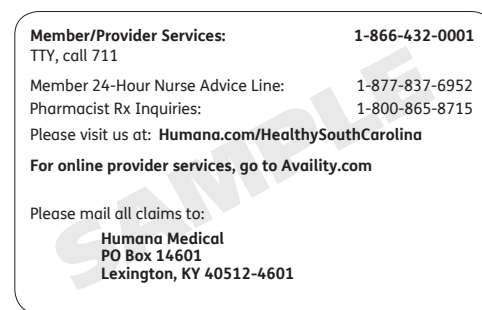 Member/Provider Services: 1-866-432-0001
TTY, call 711
Member 24-Hour Nurse Advice Line: 1-877-837-6952
Pharmacist Rx Inquiries: 1-800-865-8715
Please visit us at: Humana.com/HealthySouthCarolina
For online provider services, go to Availity.com
SAMPLE
Please mail all claims to:
Humana Medical
PO Box 14601
Lexington, KY 40512-4601